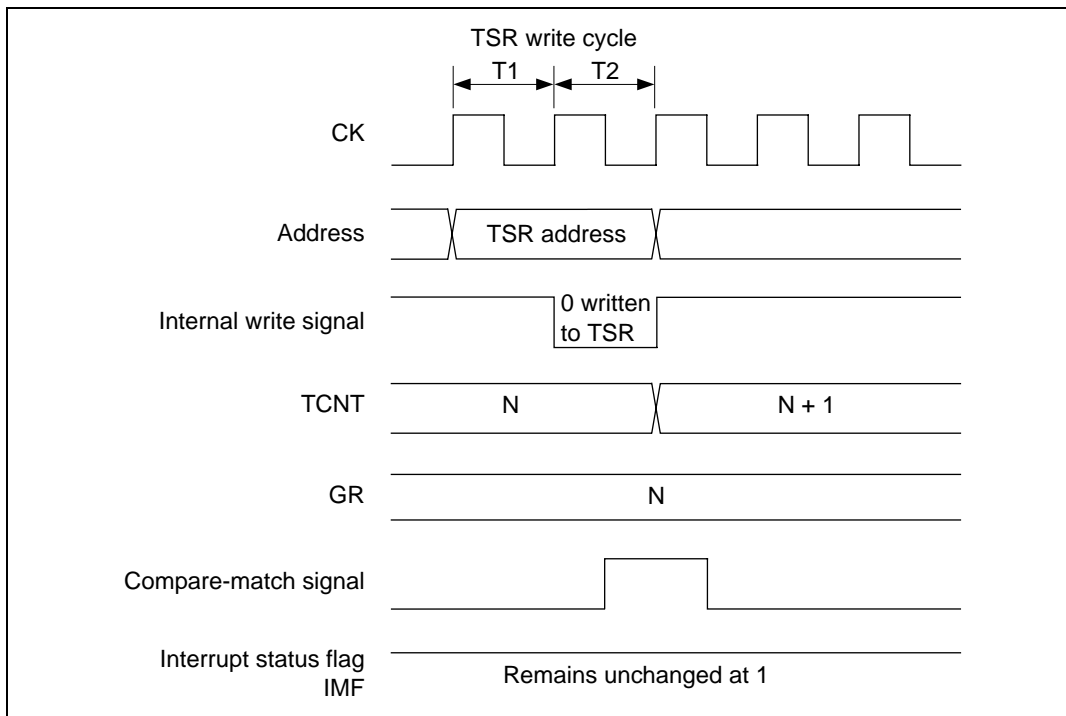 TSR write cycle
T1 T2
CK
Address TSR address
Internal write signal 0 written
to TSR
TCNT N N + 1
GR N
Compare-match signal
Interrupt status flag
IMF Remains unchanged at 1